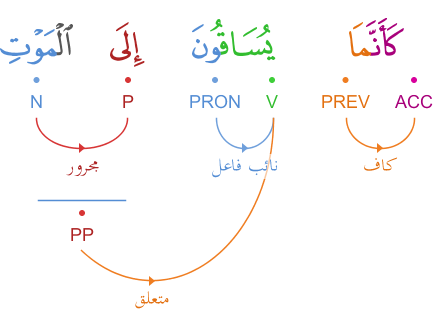 كَأَنَّمَا يُسَاقُونَ إِلَى ٱلْمَوْتِ
ACC PREV V PRON P N
كاف نائب فاعل مجرور
PP
متعلق